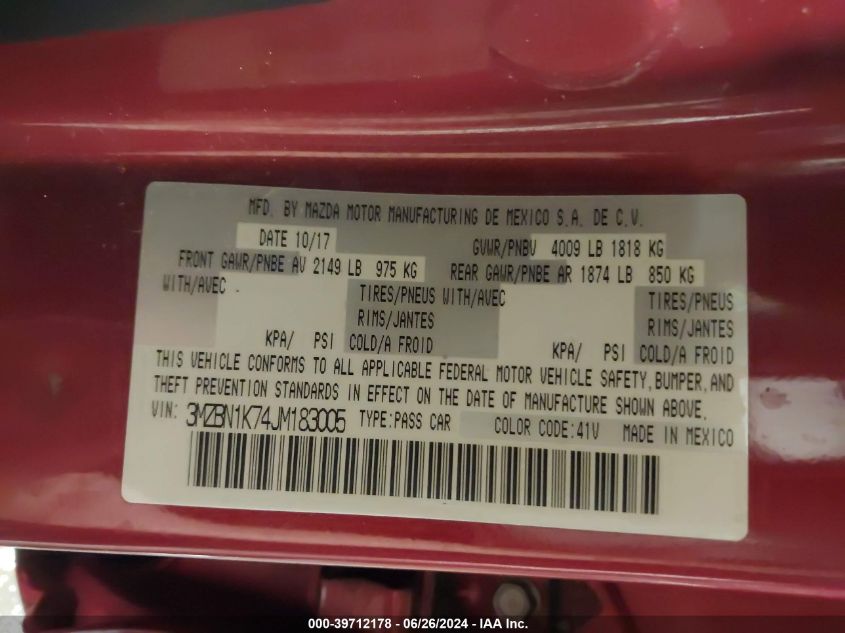 MFD. BY MAZDA MOTOR MANUFACTURING DE MEXICO S.A. DE C.V.
DATE 10/17 GVWR/PNBV 4009 LB 1818 KG
FRONT GAWR/PNBE AV 2149 LB 975 KG REAR GAWR/PNBE AR 1874 LB 850 KG
WITH/AVEC TIRES/PNEUS WITH/AVEC TIRES/PNEUS
RIMS/JANTES RIMS/JANTES
KPA/ PSI COLD/A FROID KPA/ PSI COLD/A FROID
THIS VEHICLE CONFORMS TO ALL APPLICABLE FEDERAL MOTOR VEHICLE SAFETY, BUMPER, AND
THEFT PREVENTION STANDARDS IN EFFECT ON THE DATE OF MANUFACTURE SHOWN ABOVE.
VIN: 3MZBN1K74JM183005 TYPE:PASS CAR COLOR CODE:41V MADE IN MEXICO
000-39712178 - 06/26/2024 - IAA Inc.